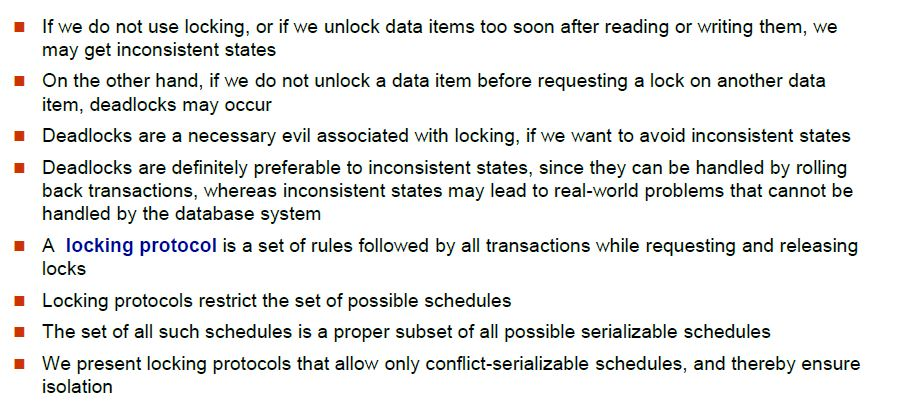 If we do not use locking, or if we unlock data items too soon after reading or writing them, we
may get inconsistent states
On the other hand, if we do not unlock a data item before requesting a lock on another data
item, deadlocks may occur
Deadlocks are a necessary evil associated with locking, if we want to avoid inconsistent states
Deadlocks are definitely preferable to inconsistent states, since they can be handled by rolling
back transactions, whereas inconsistent states may lead to real-world problems that cannot be
handled by the database system
A locking protocol is a set of rules followed by all transactions while requesting and releasing
locks
Locking protocols restrict the set of possible schedules
The set of all such schedules is a proper subset of all possible serializable schedules
We present locking protocols that allow only conflict-serializable schedules, and thereby ensure
isolation